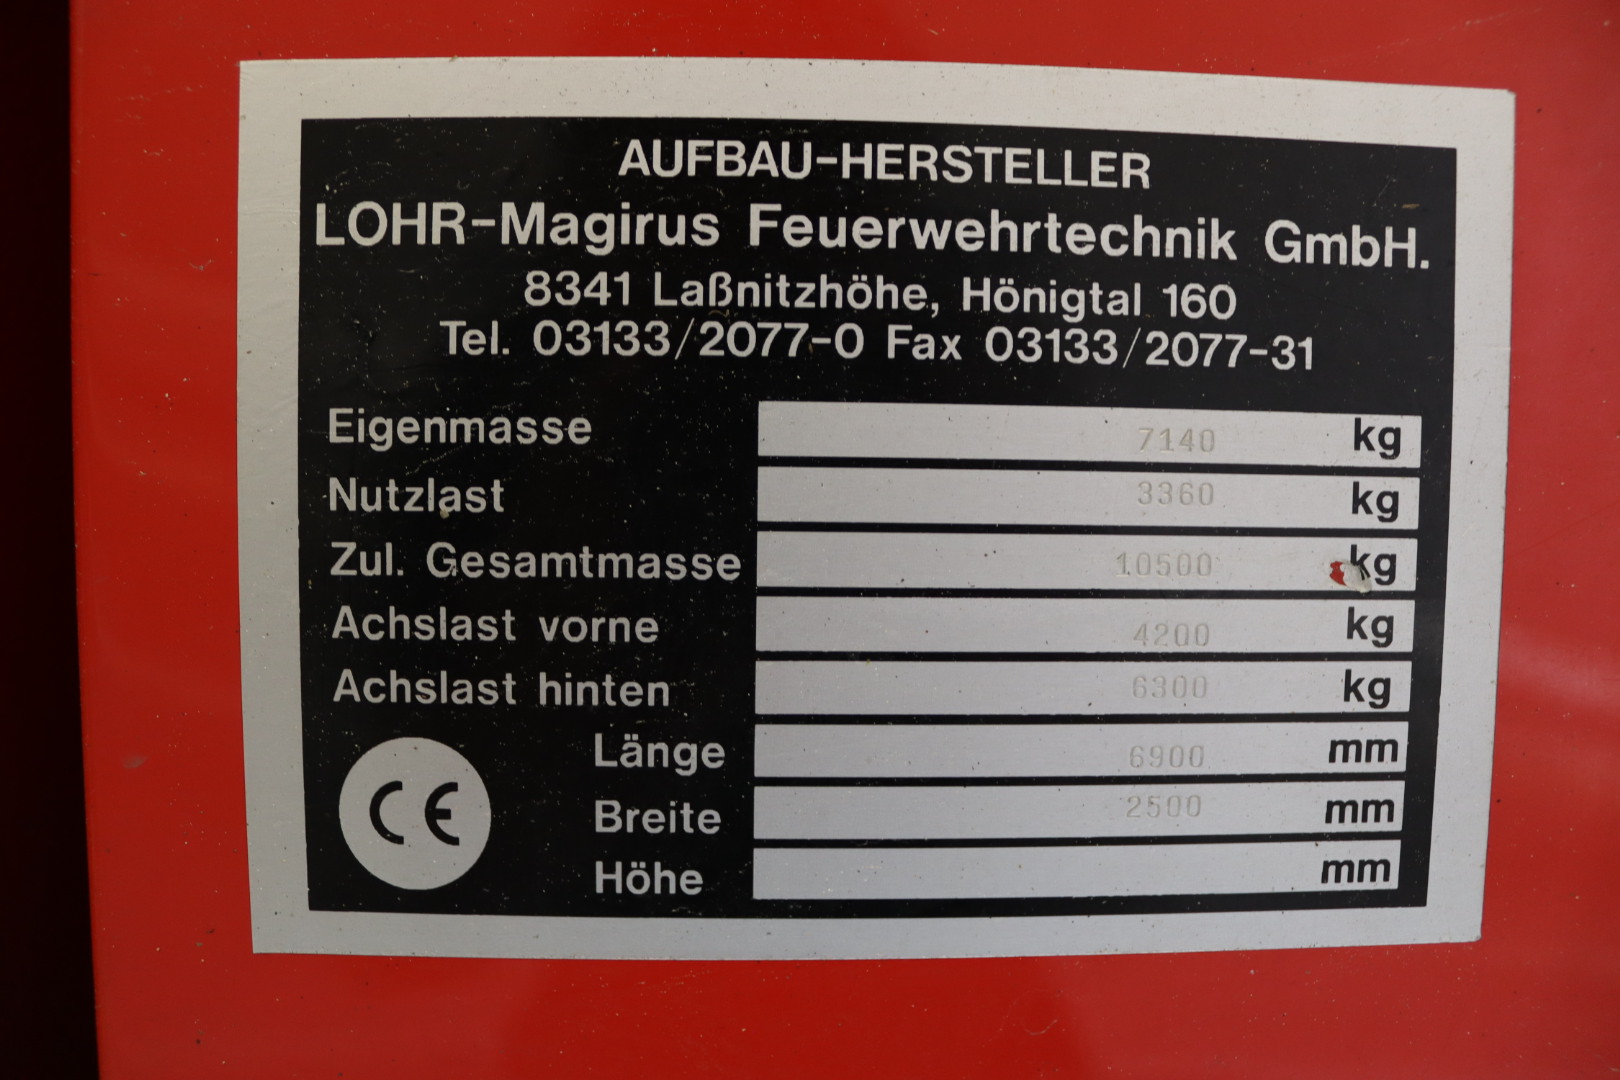 AUFBAU-HERSTELLER
LOHR-Magirus Feuerwehrtechnik GmbH.
8341 Laßnitzhöhe, Hönigtal 160
Tel. 03133/2077-0 Fax 03133/2077-31
Eigenmasse 7140 kg
Nutzlast 3360 kg
Zul. Gesamtmasse 10500 kg
Achslast vorne 4200 kg
Achslast hinten 6300 kg
Länge 6900 mm
CE Breite 2500 mm
Höhe mm